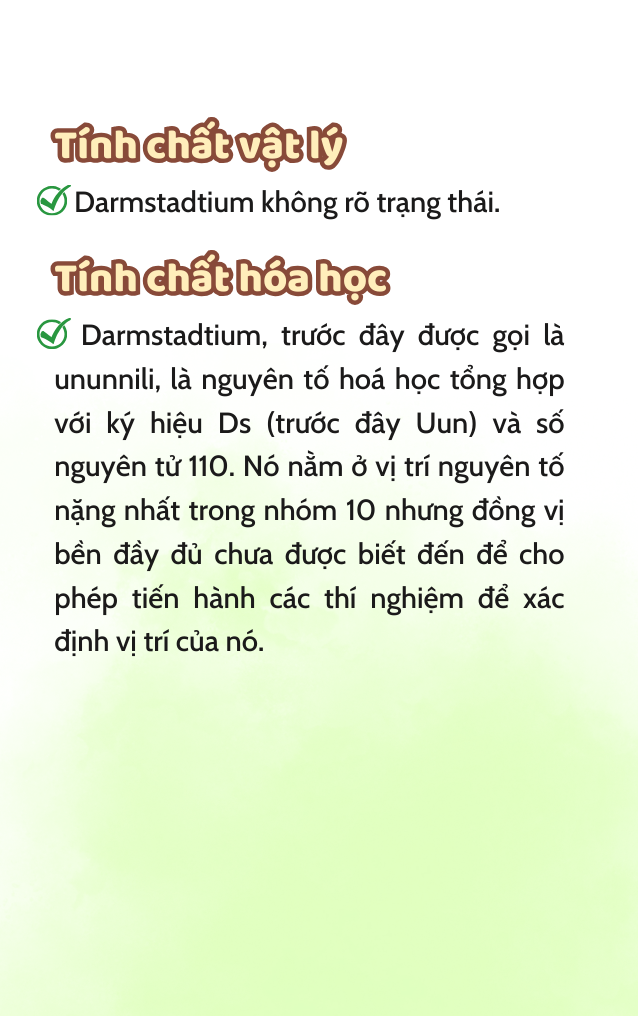 Tính chất vật lý
Darmstadtium không rõ trạng thái.
Tính chất hóa học
Darmstadtium, trước đây được gọi là
ununnili, là nguyên tố hoá học tổng hợp
với ký hiệu Ds (trước đây Uun) và số
nguyên tử 110. Nó nằm ở vị trí nguyên tố
nặng nhất trong nhóm 10 nhưng đồng vị
bền đầy đủ chưa được biết đến để cho
phép tiến hành các thí nghiệm để xác
định vị trí của nó.